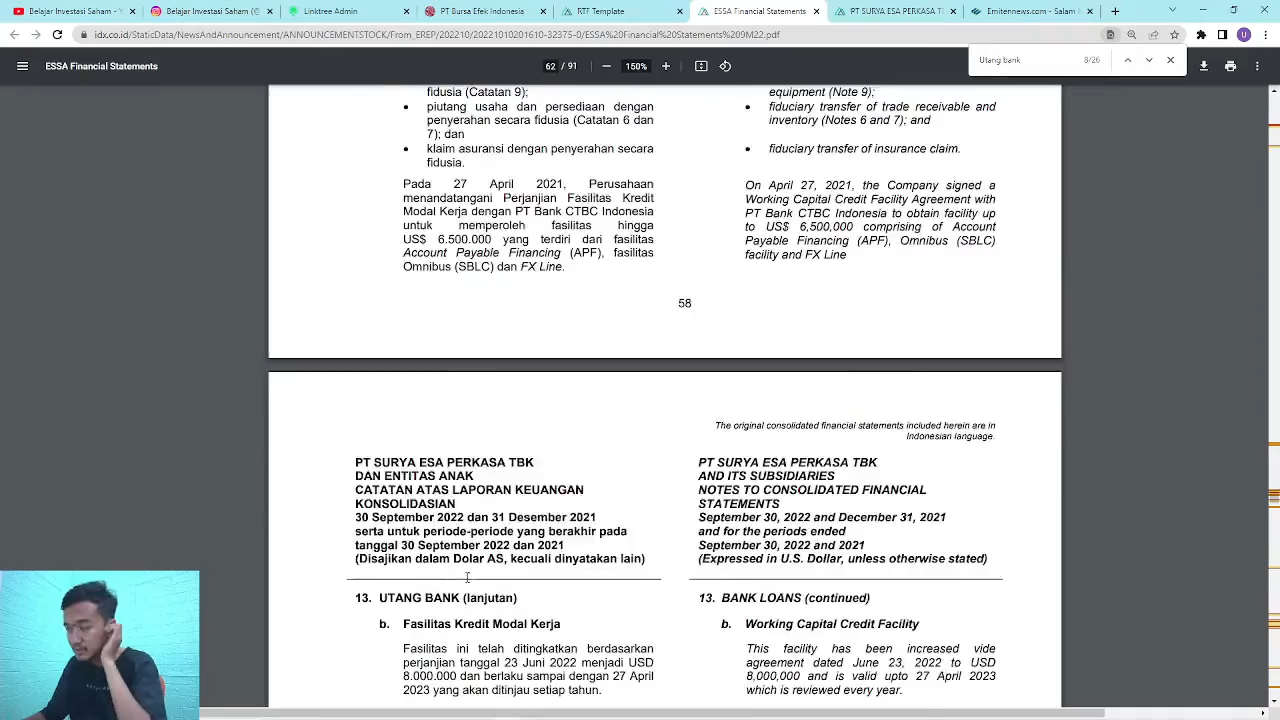 Belajar Investasi Saham - Y
Belajar Investasi Saham (@
Linktree Admin
PT Bursa Efek Indonesia
RTF Template
ESSA Financial Statements
PT SURYA ESA PERKASA T
Emitennews.com - Salam
idx.co.id/StaticData/NewsAndAnnouncement/ANNOUNCEMENTSTOCK/From_EREP/202210/20221010201610-32375-0/ESSA%20Financial%20Statements%209M22.pdf
U
Utang bank 8/26
ESSA Financial Statements
62 / 91
150%
fidusia (Catatan 9);
• piutang usaha dan persediaan dengan
penyerahan secara fidusia (Catatan 6 dan
7); dan
• klaim asuransi dengan penyerahan secara
fidusia.
Pada 27 April 2021, Perusahaan
menandatangani Perjanjian Fasilitas Kredit
Modal Kerja dengan PT Bank CTBC Indonesia
untuk memperoleh fasilitas hingga
US$ 6.500.000 yang terdiri dari fasilitas
Account Payable Financing (APF), fasilitas
Omnibus (SBLC) dan FX Line.
equipment (Note 9);
• fiduciary transfer of trade receivable and
inventory (Notes 6 and 7); and
• fiduciary transfer of insurance claim.
On April 27, 2021, the Company signed a
Working Capital Credit Facility Agreement with
PT Bank CTBC Indonesia to obtain facility up
to US$ 6,500,000 comprising of Account
Payable Financing (APF), Omnibus (SBLC)
facility and FX Line
58
The original consolidated financial statements included herein are in
Indonesian language.
PT SURYA ESA PERKASA TBK
DAN ENTITAS ANAK
CATATAN ATAS LAPORAN KEUANGAN
KONSOLIDASIAN
30 September 2022 dan 31 Desember 2021
serta untuk periode-periode yang berakhir pada
tanggal 30 September 2022 dan 2021
(Disajikan dalam Dolar AS, kecuali dinyatakan lain)
PT SURYA ESA PERKASA TBK
AND ITS SUBSIDIARIES
NOTES TO CONSOLIDATED FINANCIAL
STATEMENTS
September 30, 2022 and December 31, 2021
and for the periods ended
September 30, 2022 and 2021
(Expressed in U.S. Dollar, unless otherwise stated)
13. UTANG BANK (lanjutan)
b. Fasilitas Kredit Modal Kerja
Fasilitas ini telah ditingkatkan berdasarkan
perjanjian tanggal 23 Juni 2022 menjadi USD
8.000.000 dan berlaku sampai dengan 27 April
2023 yang akan ditinjau setiap tahun.
13. BANK LOANS (continued)
b. Working Capital Credit Facility
This facility has been increased vide
agreement dated June 23, 2022 to USD
8,000,000 and is valid upto 27 April 2023
which is reviewed every year.